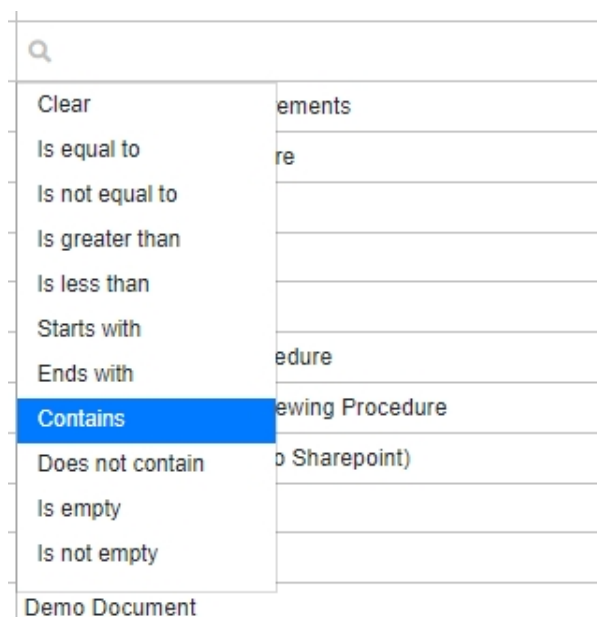 Clear
ements
Is equal to
re
Is not equal to
Is greater than
Is less than
Starts with
edure
Ends with
Contains
ewing Procedure
Does not contain
o Sharepoint)
Is empty
Is not empty
Demo Document